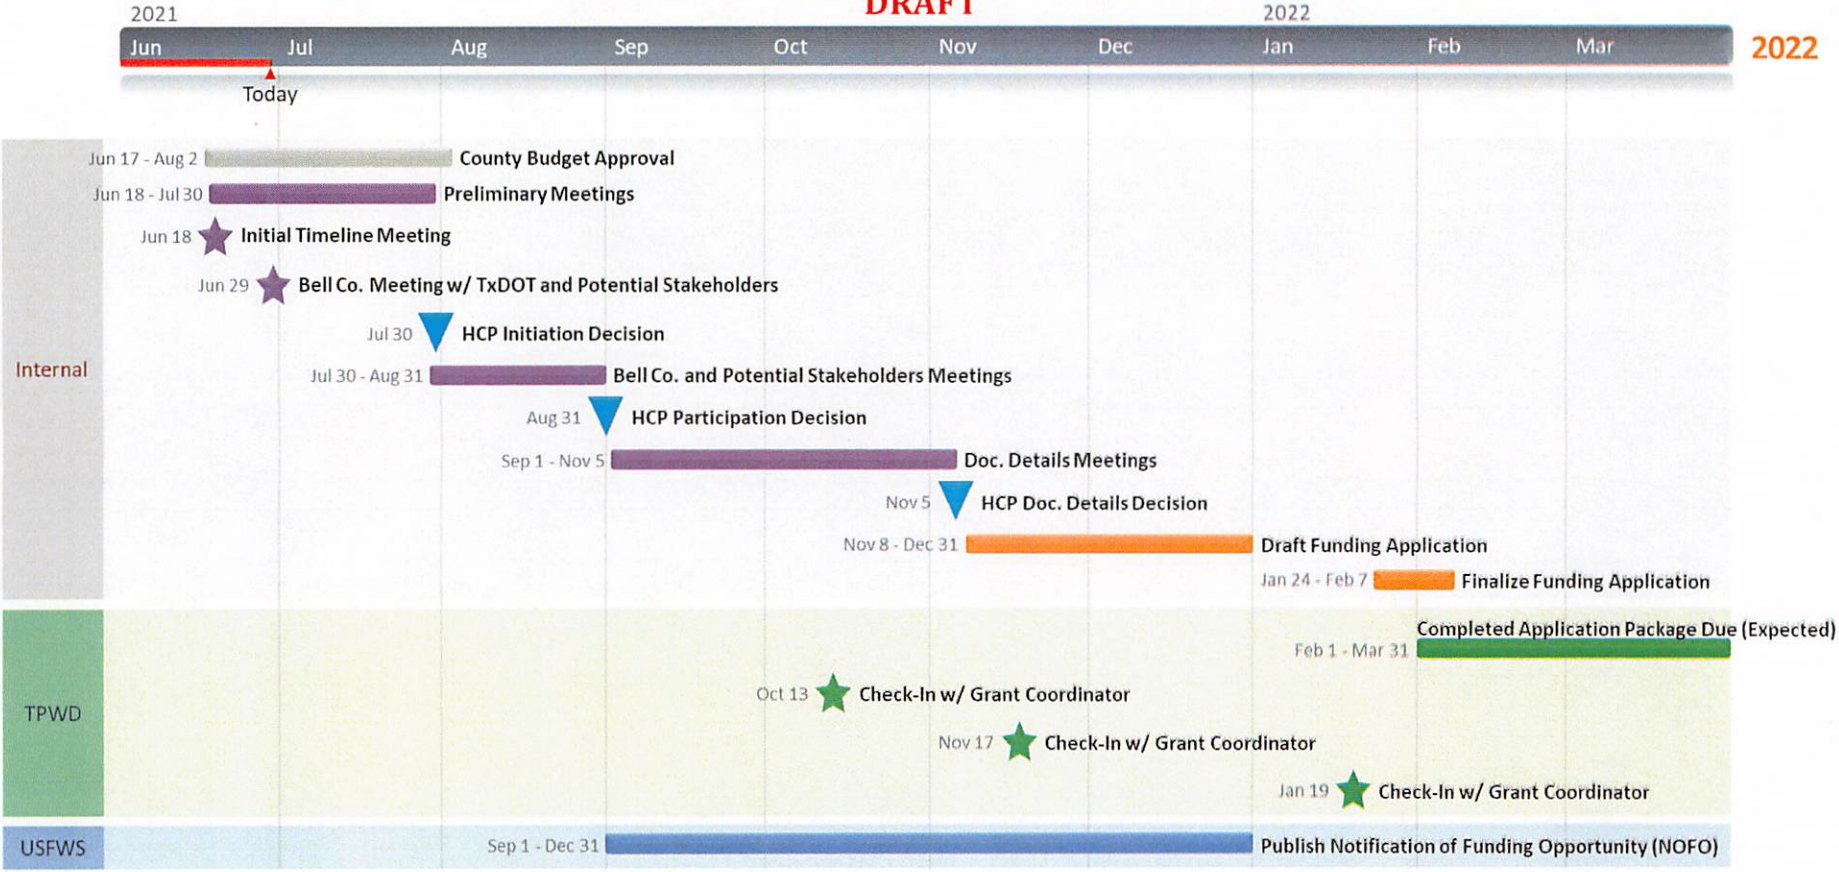 DRAFT
2021
2022
Jun Jul Aug Sep Oct Nov Dec Jan Feb Mar
2022
Today
Internal
Jun 17 - Aug 2 County Budget Approval
Jun 18 - Jul 30 Preliminary Meetings
Jun 18 Initial Timeline Meeting
Jun 29 Bell Co. Meeting w/ TxDOT and Potential Stakeholders
Jul 30 HCP Initiation Decision
Jul 30 - Aug 31 Bell Co. and Potential Stakeholders Meetings
Aug 31 HCP Participation Decision
Sep 1 - Nov 5 Doc. Details Meetings
Nov 5 HCP Doc. Details Decision
Nov 8 - Dec 31 Draft Funding Application
Jan 24 - Feb 7 Finalize Funding Application
TPWD
Completed Application Package Due (Expected)
Feb 1 - Mar 31
Oct 13 Check-In w/ Grant Coordinator
Nov 17 Check-In w/ Grant Coordinator
Jan 19 Check-In w/ Grant Coordinator
USFWS
Sep 1 - Dec 31 Publish Notification of Funding Opportunity (NOFO)